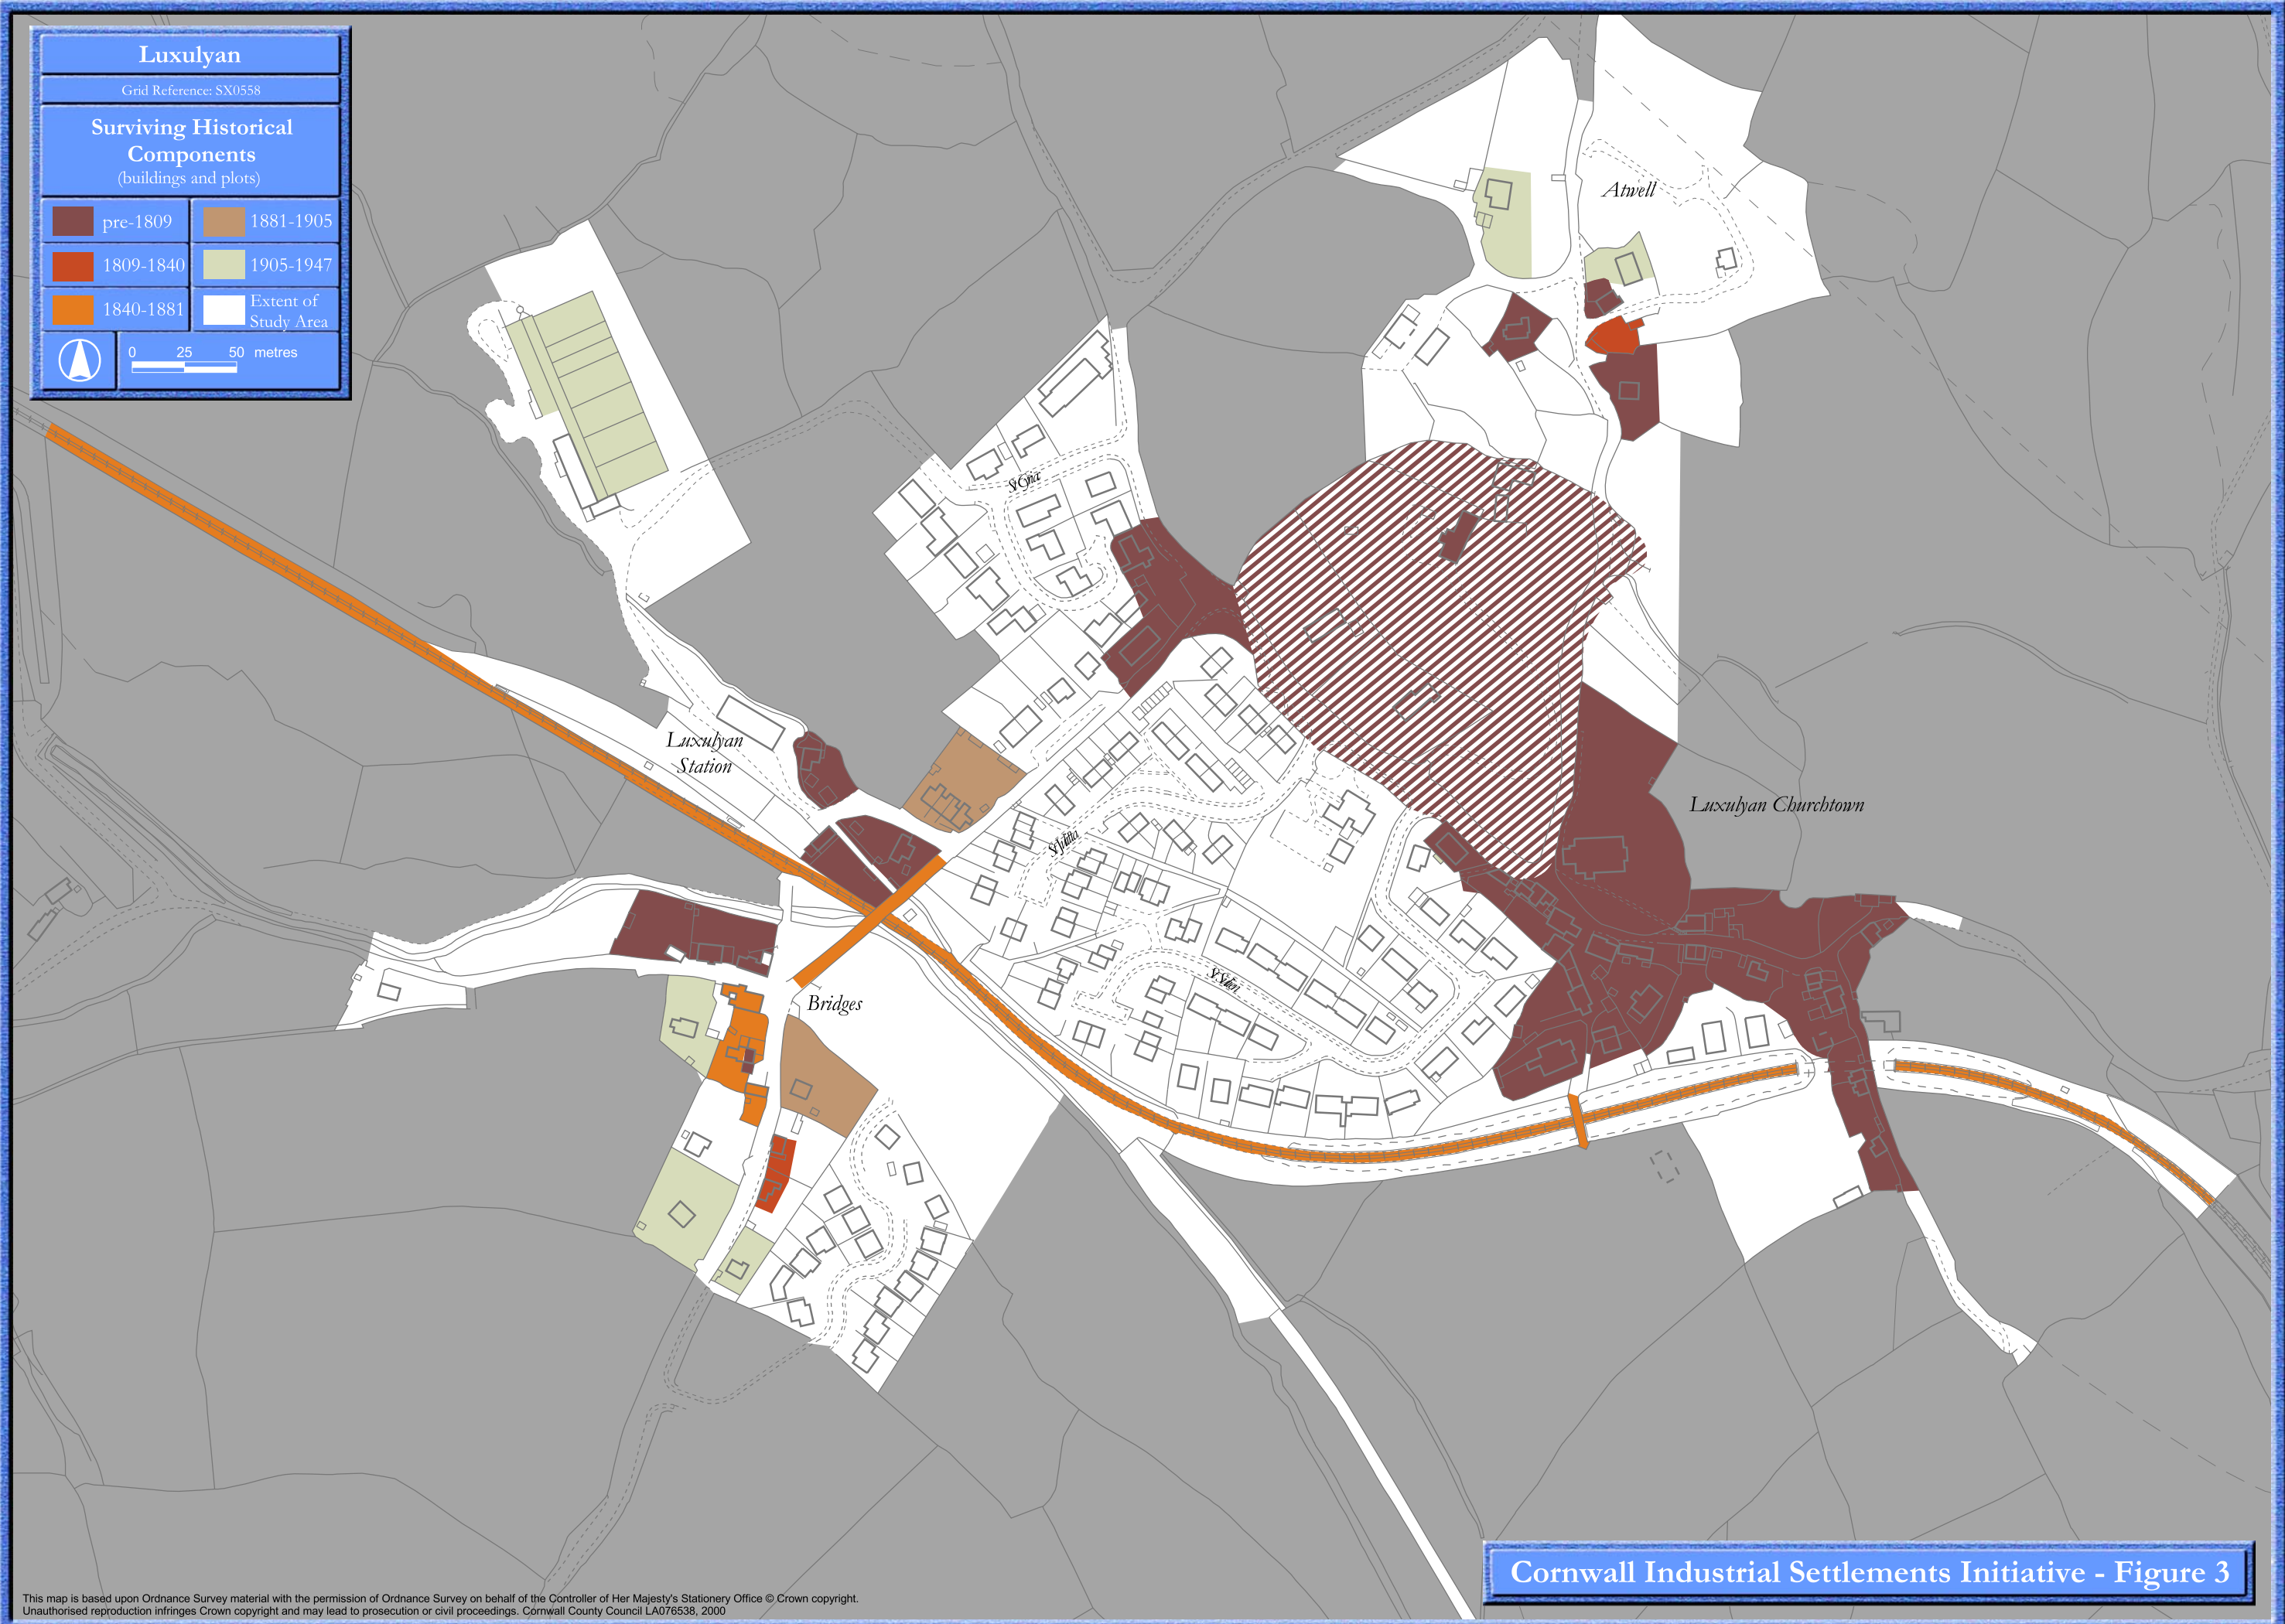 Luxulyan
Grid Reference: SX0558
Surviving Historical
Components
(buildings and plots)
pre-1809
1881-1905
1809-1840
1905-1947
1840-1881
Extent of
Study Area
0 25 50 metres
Atwell
St Cyriac
Luxulyan
Station
Luxulyan Churchtown
St Julitta
Bridges
Cornwall Industrial Settlements Initiative - Figure 3
This map is based upon Ordnance Survey material with the permission of Ordnance Survey on behalf of the Controller of Her Majesty's Stationery Office © Crown copyright.
Unauthorised reproduction infringes Crown copyright and may lead to prosecution or civil proceedings. Cornwall County Council LA076538, 2000